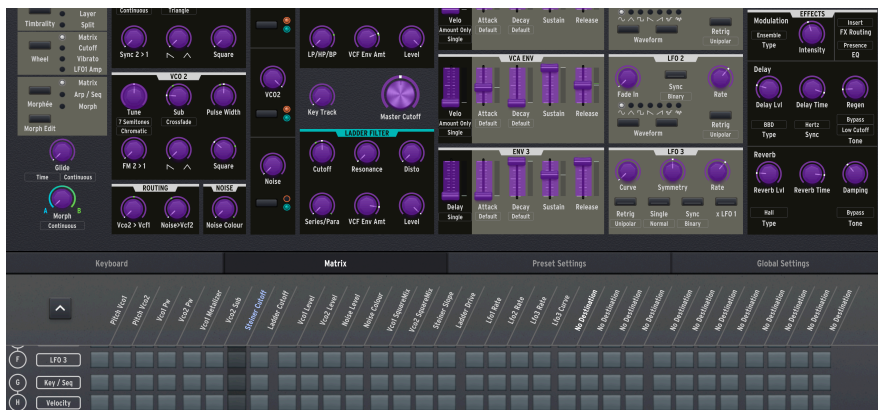 Timbrality
Layer
Split
Wheel
Matrix
Cutoff
Vibrato
LFO1 Amp
Morphée
Matrix
Arp / Seq
Morph
Morph Edit
Glide
Time
Continuous
A
B
Morph
Continuous
Continuous
Triangle
Sync 2 > 1
Square
VCO 2
Tune
Sub
Pulse Width
7 Semitones
Crossfade
Chromatic
FM 2 > 1
Square
ROUTING
NOISE
Vco2 > Vcf1
Noise>Vcf2
Noise Colour
VCO2
Noise
LP/HP/BP
VCF Env Amt
Level
Key Track
Master Cutoff
LADDER FILTER
Cutoff
Resonance
Disto
Series/Para
VCF Env Amt
Level
Velo
Attack
Decay
Sustain
Release
Amount Only
Default
Default
Single
VCA ENV
Velo
Attack
Decay
Sustain
Release
Amount Only
Default
Default
Single
ENV 3
Delay
Attack
Decay
Sustain
Release
Single
Default
Default
Waveform
Retrig
Unipolar
LFO 2
Fade In
Sync
Rate
Binary
Waveform
Retrig
Unipolar
LFO 3
Curve
Symmetry
Rate
Retrig
Single
Sync
x LFO 1
Unipolar
Normal
Binary
EFFECTS
Modulation
Insert
FX Routing
Ensemble
Type
Intensity
Presence
EQ
Delay
Delay Lvl
Delay Time
Regen
BBD
Hertz
Bypass
Type
Sync
Low Cutoff
Tone
Reverb
Reverb Lvl
Reverb Time
Damping
Hall
Bypass
Type
Tone
Keyboard
Matrix
Preset Settings
Global Settings
Pitch Vco1
Pitch Vco2
Vco1 Pw
Vco2 Pw
Vco1 Metalizer
Vco2 Sub
Steiner Cutoff
Ladder Cutoff
Vco1 Level
Vco2 Level
Noise Level
Noise Colour
Vco1 SquareMix
Vco2 SquareMix
Steiner Slope
Ladder Drive
Lfo1 Rate
Lfo2 Rate
Lfo3 Rate
Lfo3 Curve
No Destination
No Destination
No Destination
No Destination
No Destination
No Destination
No Destination
No Destination
No Destination
F
LFO 3
G
Key / Seq
H
Velocity